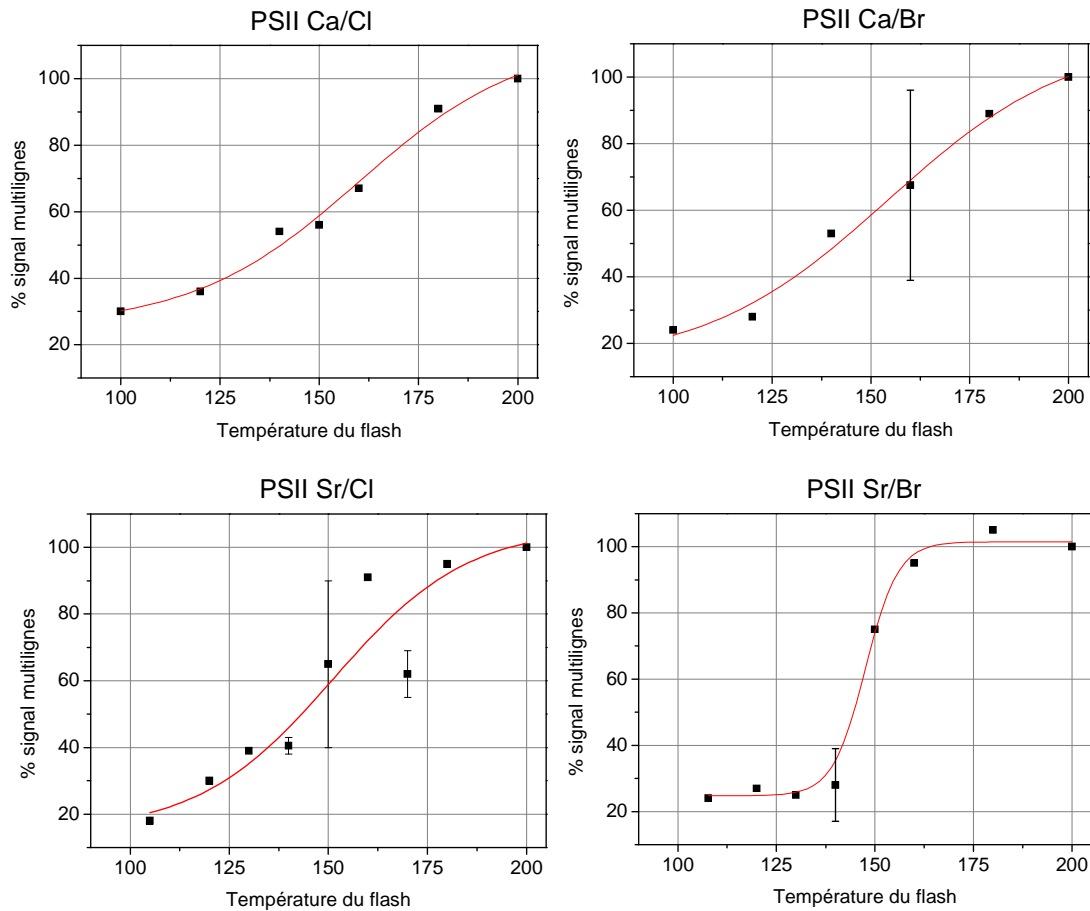 PSII Ca/Cl
100
80
60
40
20
% signal multilignes
100 125 150 175 200
Température du flash
PSII Ca/Br
100
80
60
40
20
% signal multilignes
100 125 150 175 200
Température du flash
PSII Sr/Cl
100
80
60
40
20
% signal multilignes
100 125 150 175 200
Température du flash
PSII Sr/Br
100
80
60
40
20
% signal multilignes
100 125 150 175 200
Température du flash